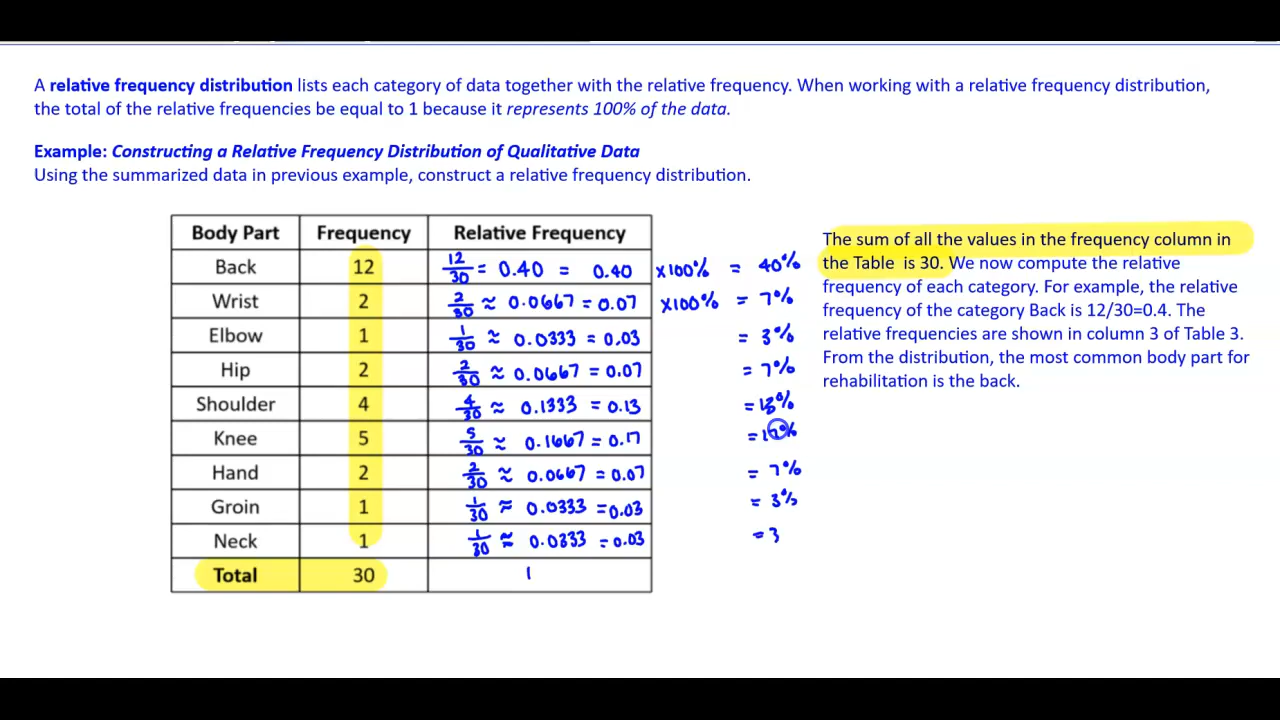 A relative frequency distribution lists each category of data together with the relative frequency. When working with a relative frequency distribution,
the total of the relative frequencies be equal to 1 because it represents 100% of the data.
Example: Constructing a Relative Frequency Distribution of Qualitative Data
Using the summarized data in previous example, construct a relative frequency distribution.
Body Part Frequency Relative Frequency
Back 12 12/30 = 0.40 = 0.40 ×100% = 40%
Wrist 2 2/30 ≈ 0.0667 = 0.07 ×100% = 7%
Elbow 1 1/30 ≈ 0.0333 = 0.03 = 3%
Hip 2 2/30 ≈ 0.0667 = 0.07 = 7%
Shoulder 4 4/30 ≈ 0.1333 = 0.13 = 13%
Knee 5 5/30 ≈ 0.1667 = 0.17 = 17%
Hand 2 2/30 ≈ 0.0667 = 0.07 = 7%
Groin 1 1/30 ≈ 0.0333 = 0.03 = 3%
Neck 1 1/30 ≈ 0.0333 = 0.03 = 3
Total 30 1
The sum of all the values in the frequency column in
the Table is 30. We now compute the relative
frequency of each category. For example, the relative
frequency of the category Back is 12/30=0.4. The
relative frequencies are shown in column 3 of Table 3.
From the distribution, the most common body part for
rehabilitation is the back.